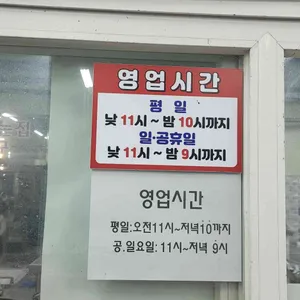 영업시간
평 일
낮 11시 ~ 밤 10시까지
일·공휴일
낮 11시 ~ 밤 9시까지
영업시간
평일:오전11시~저녁10까지
공.일요일: 11시~저녁 9시